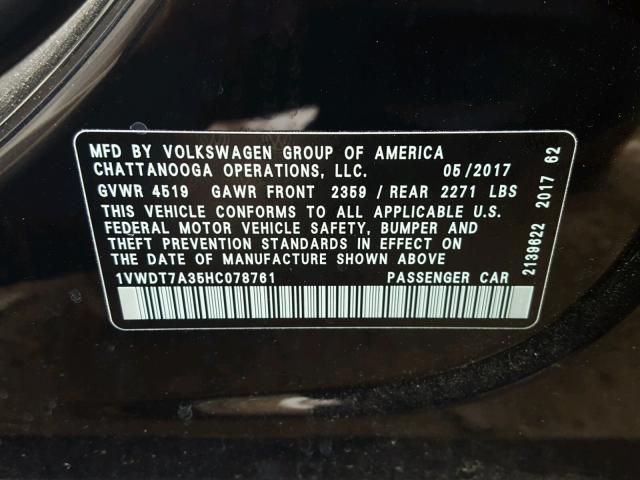 MFD BY VOLKSWAGEN GROUP OF AMERICA
CHATTANOOGA OPERATIONS, LLC. 05/2017
GVWR 4519 GAWR FRONT 2359 / REAR 2271 LBS
THIS VEHICLE CONFORMS TO ALL APPLICABLE U.S.
FEDERAL MOTOR VEHICLE SAFETY, BUMPER AND
THEFT PREVENTION STANDARDS IN EFFECT ON
THE DATE OF MANUFACTURE SHOWN ABOVE
1VWDT7A35HC078761 PASSENGER CAR
2139622 2017 62